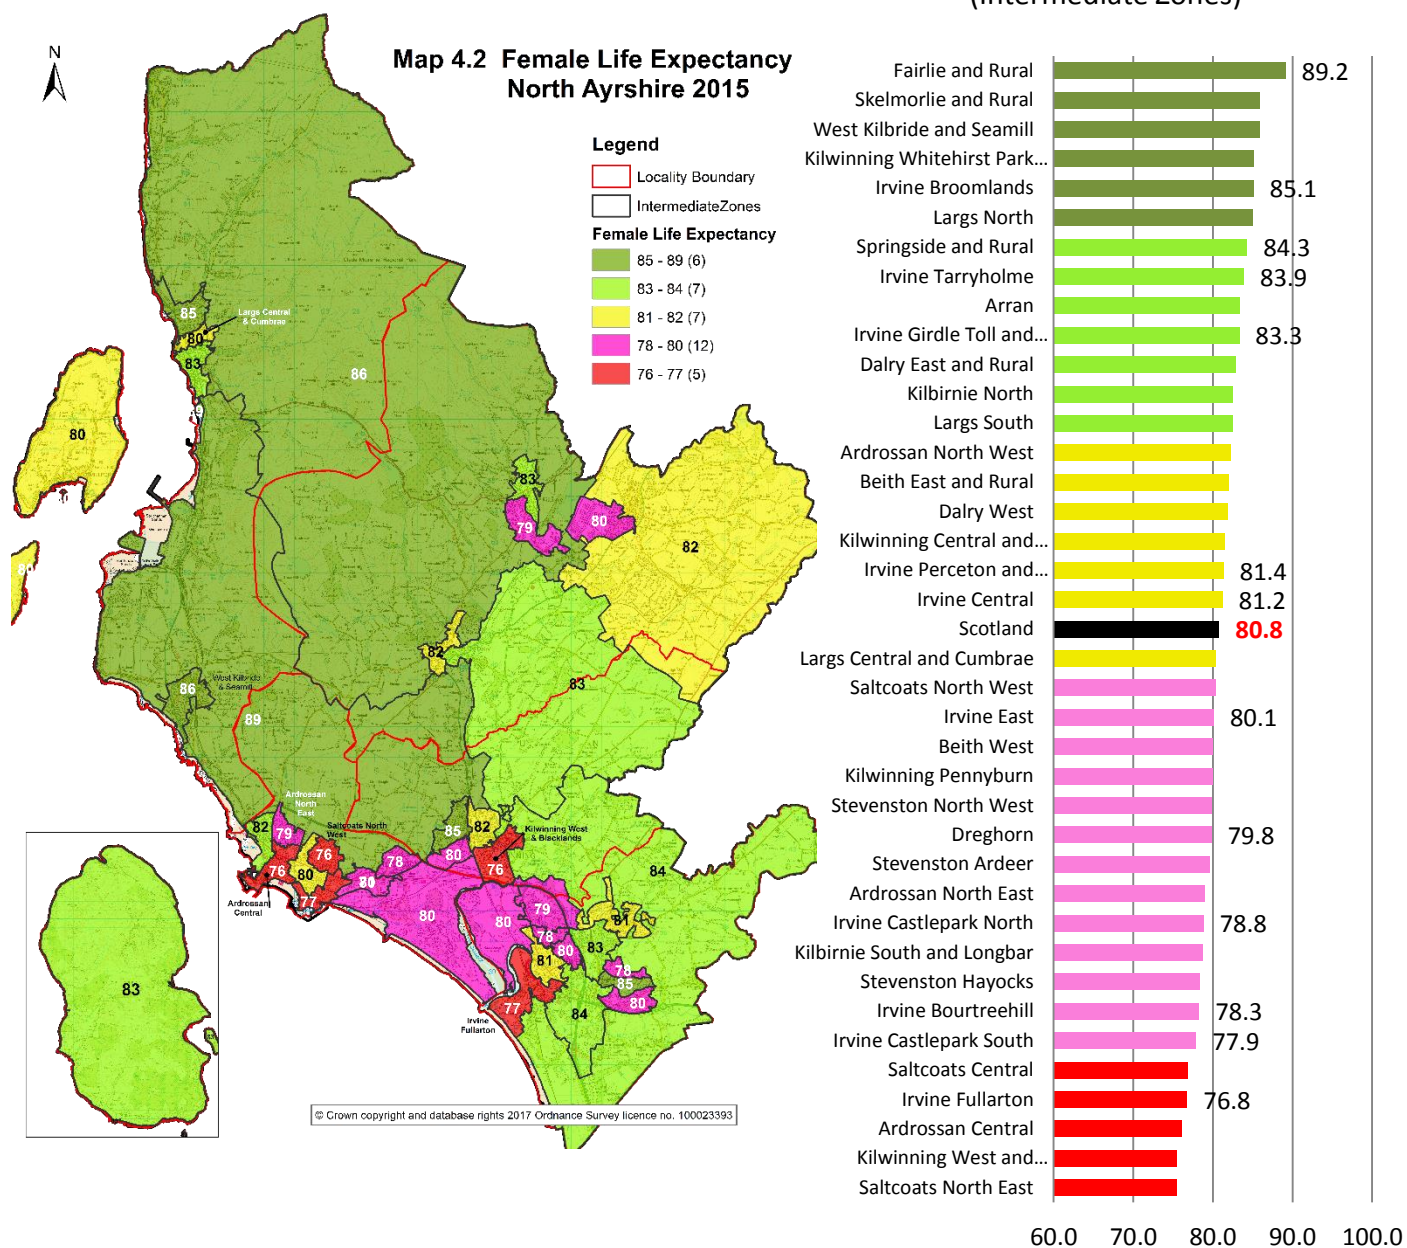 (Intermediate Zones)
N
Map 4.2 Female Life Expectancy
North Ayrshire 2015
Legend
Locality Boundary
IntermediateZones
Female Life Expectancy
85 - 89 (6)
83 - 84 (7)
81 - 82 (7)
78 - 80 (12)
76 - 77 (5)
85
Largs Central
& Cumbrae
80
83
86
89
80
80
83
79
80
82
82
83
West Kilbride
& Seamill
86
89
Ardrossan
North
East
Saltcoats North
West
Kilwinning West
& Blacklands
82
79
76
76
80
77
Ardrossan
Central
78
80
80
85
82
76
80
80
79
78
80
81
77
Irvine
Fullarton
84
81
83
78
85
80
84
83
© Crown copyright and database rights 2017 Ordnance Survey licence no. 100023393
Fairlie and Rural 89.2
Skelmorlie and Rural
West Kilbride and Seamill
Kilwinning Whitehirst Park...
Irvine Broomlands 85.1
Largs North
Springside and Rural 84.3
Irvine Tarryholme 83.9
Arran
Irvine Girdle Toll and... 83.3
Dalry East and Rural
Kilbirnie North
Largs South
Ardrossan North West
Beith East and Rural
Dalry West
Kilwinning Central and...
Irvine Perceton and... 81.4
Irvine Central 81.2
Scotland 80.8
Largs Central and Cumbrae
Saltcoats North West
Irvine East 80.1
Beith West
Kilwinning Pennyburn
Stevenston North West
Dreghorn 79.8
Stevenston Ardeer
Ardrossan North East
Irvine Castlepark North 78.8
Kilbirnie South and Longbar
Stevenston Hayocks
Irvine Bourtreehill 78.3
Irvine Castlepark South 77.9
Saltcoats Central
Irvine Fullarton 76.8
Ardrossan Central
Kilwinning West and...
Saltcoats North East
60.0 70.0 80.0 90.0 100.0